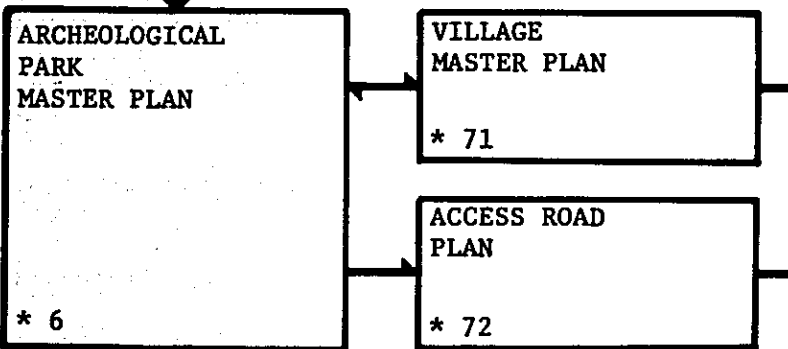 ARCHEOLOGICAL
PARK
MASTER PLAN
* 6
VILLAGE
MASTER PLAN
* 71
ACCESS ROAD
PLAN
* 72